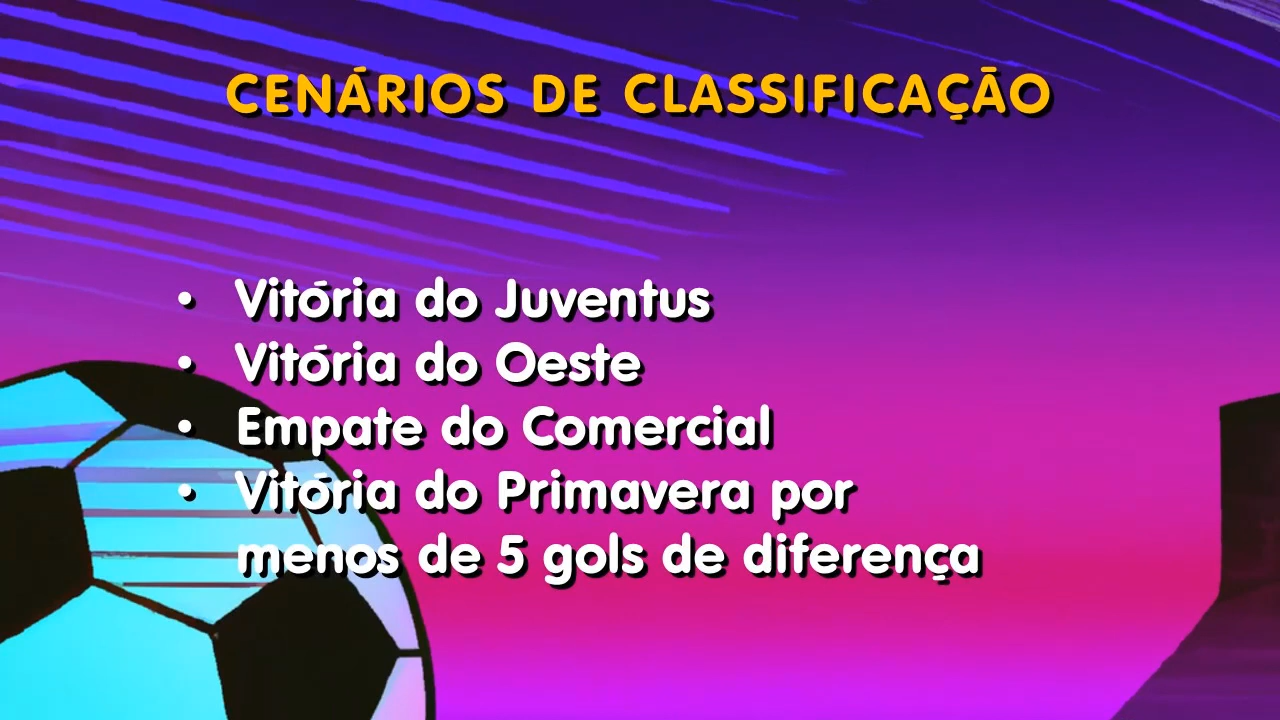 CENÁRIOS DE CLASSIFICAÇÃO
• Vitória do Juventus
• Vitória do Oeste
• Empate do Comercial
• Vitória do Primavera por
menos de 5 gols de diferença